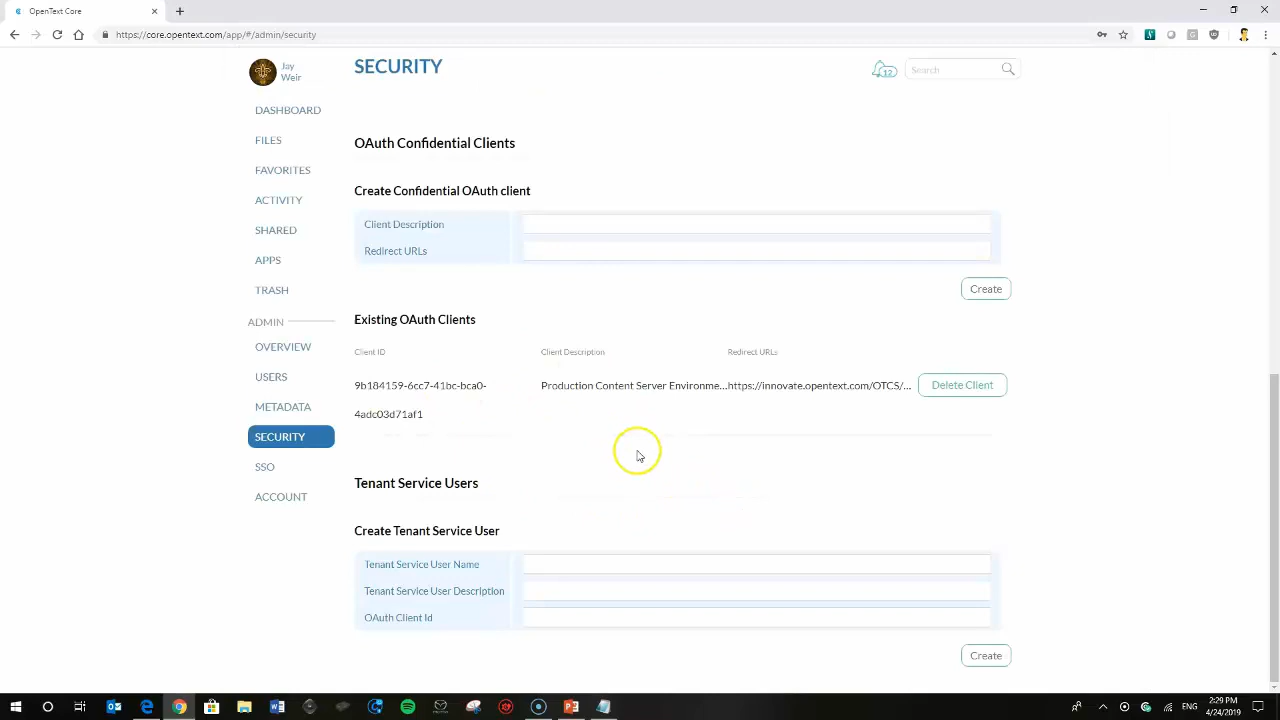 OpenText Core
https://core.opentext.com/app/#/admin/security
Jay
Weir
SECURITY
12
Search
DASHBOARD
FILES
FAVORITES
ACTIVITY
SHARED
APPS
TRASH
ADMIN
OVERVIEW
USERS
METADATA
SECURITY
SSO
ACCOUNT
OAuth Confidential Clients
Create Confidential OAuth client
Client Description
Redirect URLs
Create
Existing OAuth Clients
Client ID Client Description Redirect URLs
9b184159-6cc7-41bc-bca0- Production Content Server Environme... https://innovate.opentext.com/OTCS/... Delete Client
4adc03d71af1
Tenant Service Users
Create Tenant Service User
Tenant Service User Name
Tenant Service User Description
OAuth Client Id
Create
ENG
2:29 PM
4/24/2019